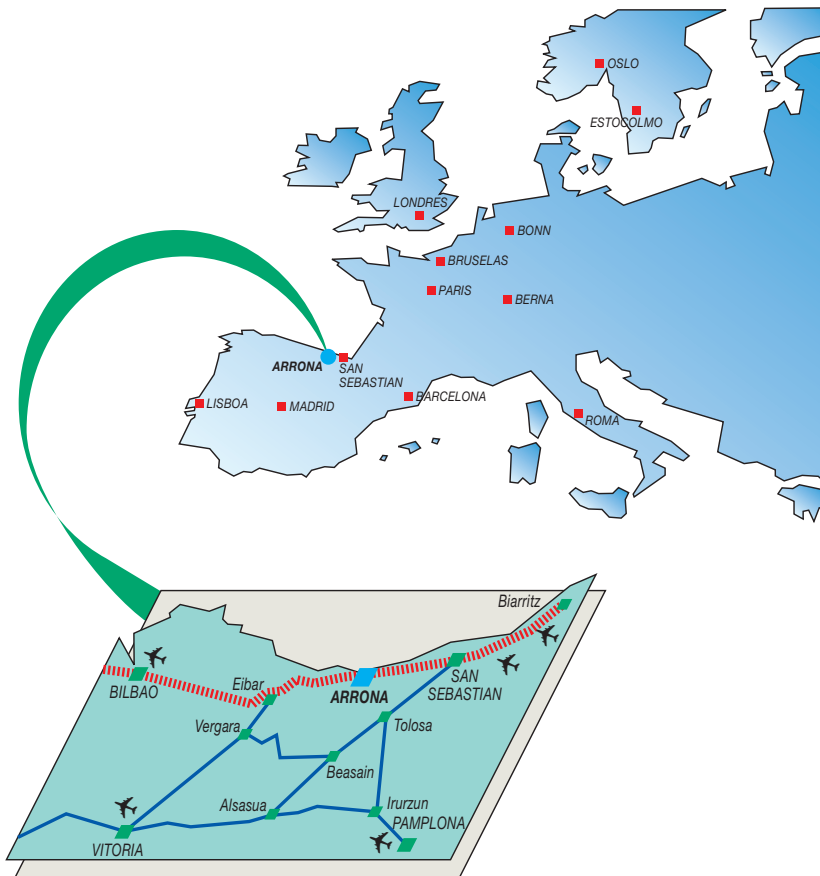 OSLO
ESTOCOLMO
LONDRES
BONN
BRUSELAS
PARIS
BERNA
ARRONA
SAN
SEBASTIAN
BARCELONA
LISBOA
MADRID
ROMA
Biarritz
BILBAO
Eibar
ARRONA
SAN
SEBASTIAN
Vergara
Tolosa
Beasain
Alsasua
Irurzun
PAMPLONA
VITORIA